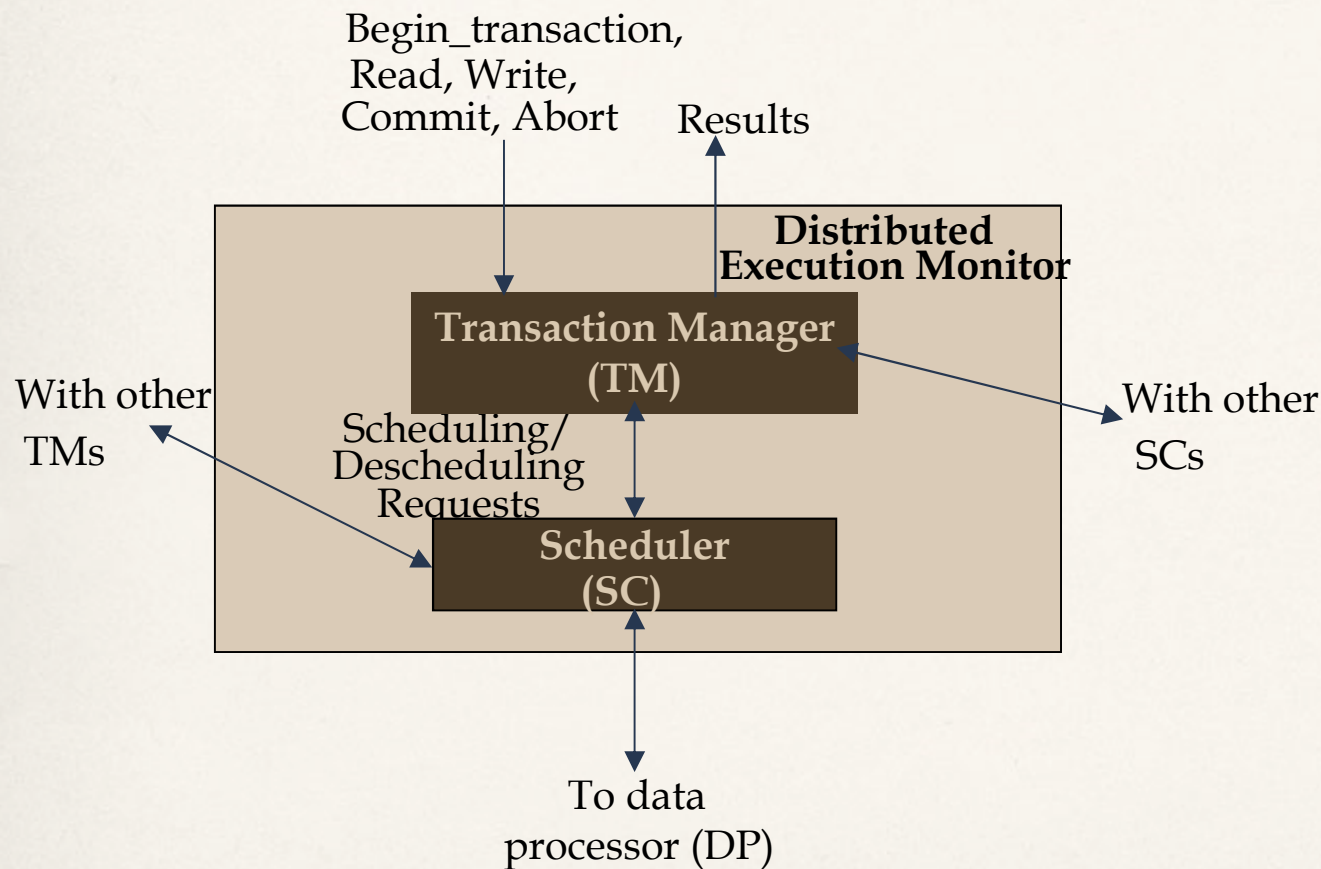 Begin_transaction,
Read, Write,
Commit, Abort
Results
Distributed
Execution Monitor
Transaction Manager
(TM)
With other
TMs
With other
SCs
Scheduling/
Descheduling
Requests
Scheduler
(SC)
To data
processor (DP)